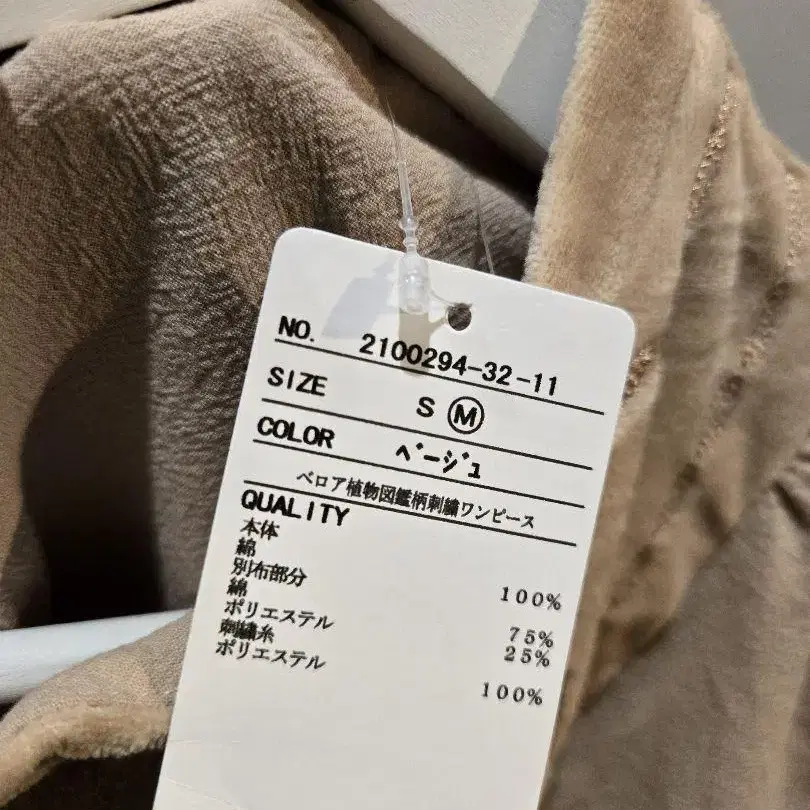 NO. 2100294-32-11
SIZE S Ⓜ
COLOR ベージュ
ベロア植物図鑑柄刺繍ワンピース
QUALITY
本体
綿 100%
別布部分
綿 75%
ポリエステル 25%
刺繍糸
ポリエステル 100%